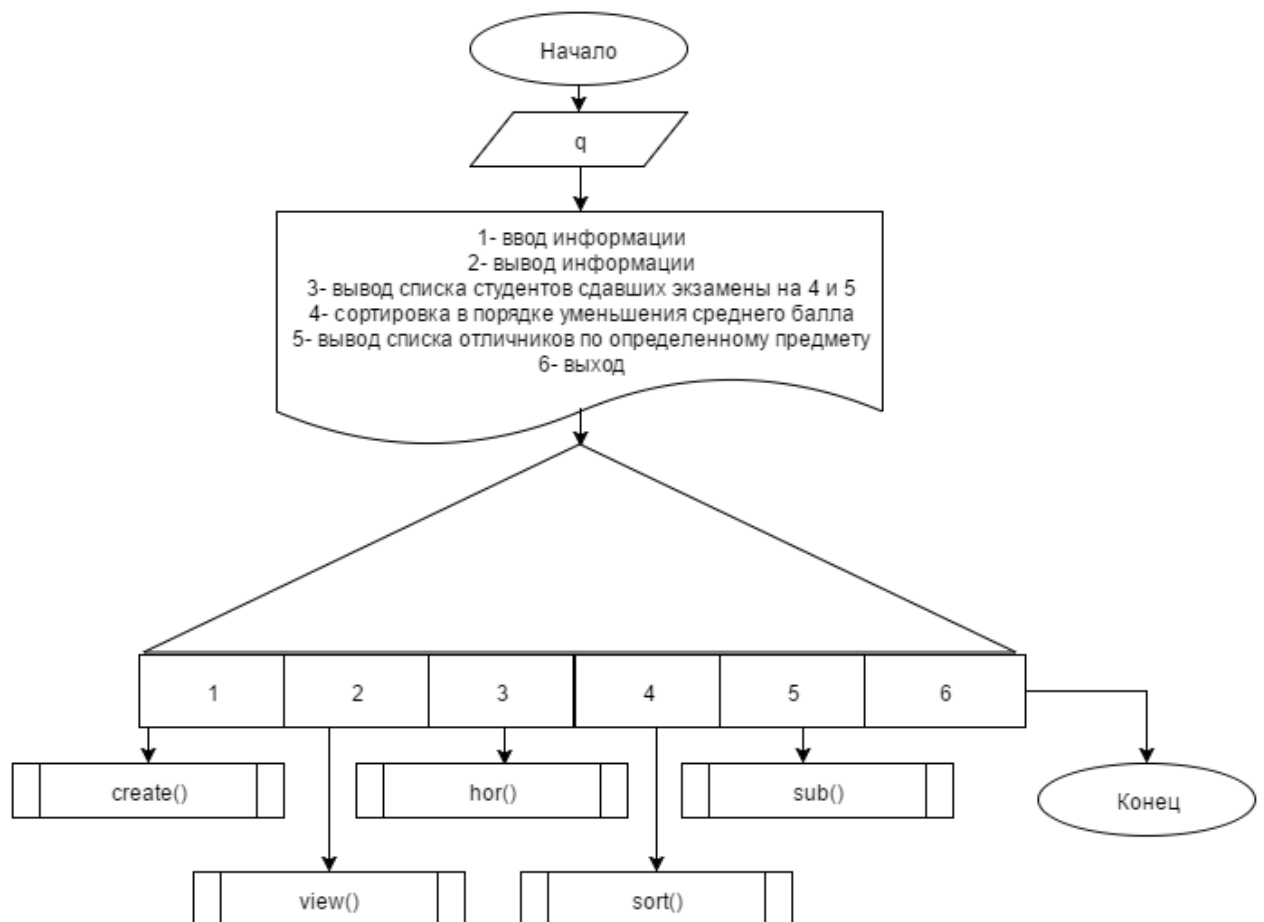 Начало
q
1- ввод информации
2- вывод информации
3- вывод списка студентов сдавших экзамены на 4 и 5
4- сортировка в порядке уменьшения среднего балла
5- вывод списка отличников по определенному предмету
6- выход
1 2 3 4 5 6
create() hor() sub() Конец
view() sort()